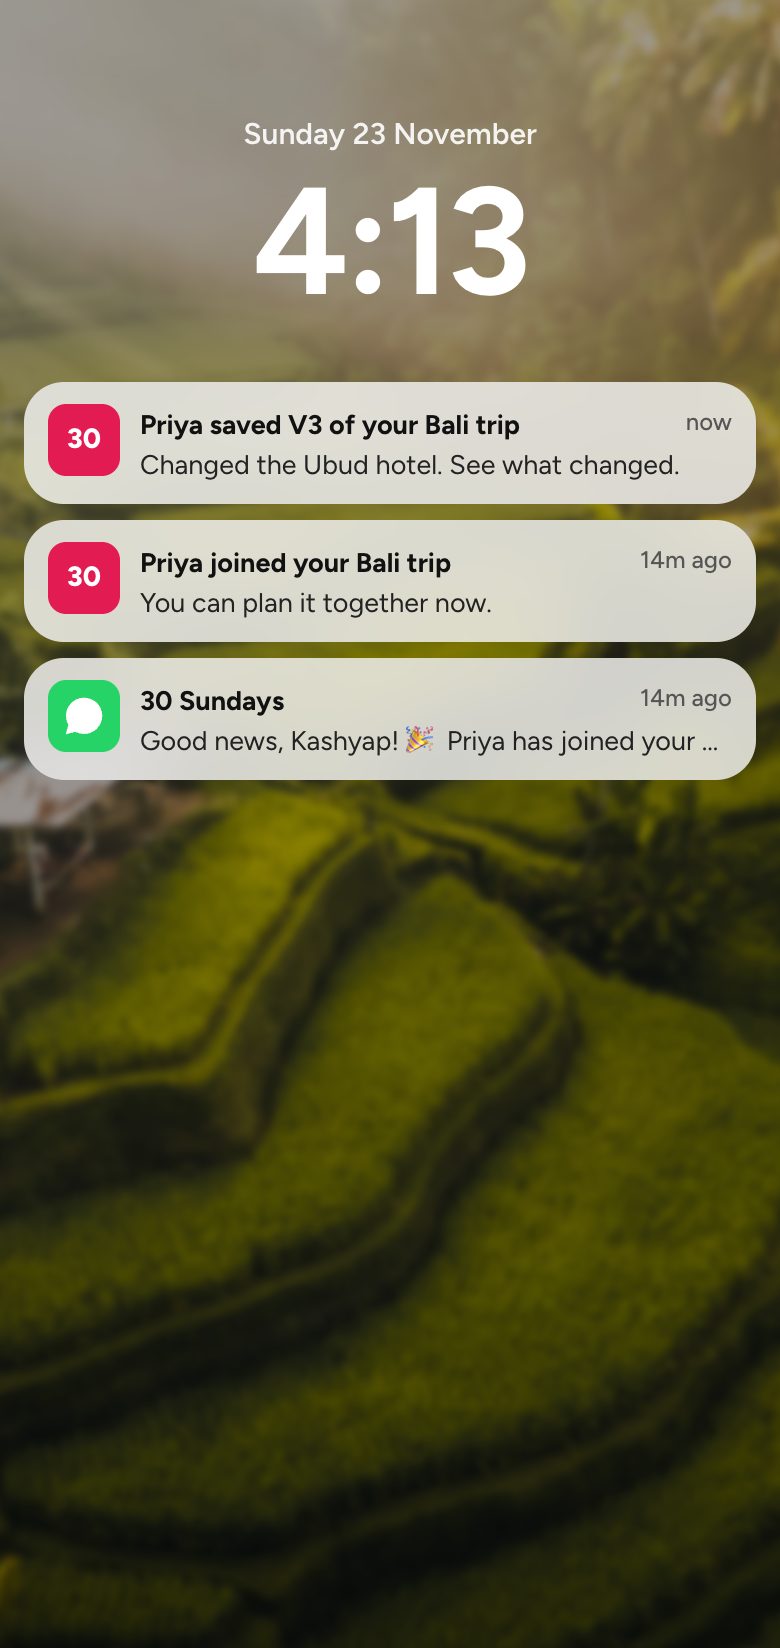 Sunday 23 November
4:13
30
Priya saved V3 of your Bali trip
now
Changed the Ubud hotel. See what changed.
30
Priya joined your Bali trip
14m ago
You can plan it together now.
30 Sundays
14m ago
Good news, Kashyap! 🎉 Priya has joined your ...